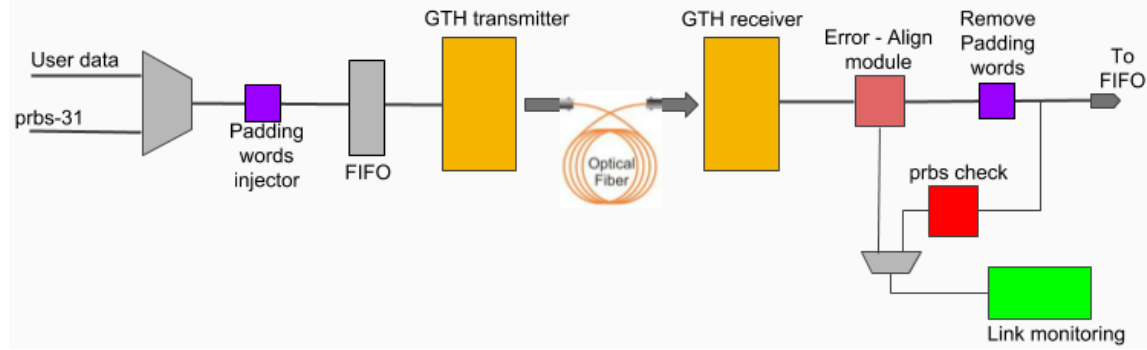 GTH transmitter
GTH receiver
Error - Align
module
Remove
Padding
words
To
FIFO
User data
prbs-31
Padding
words
injector
FIFO
Optical
Fiber
prbs check
Link monitoring